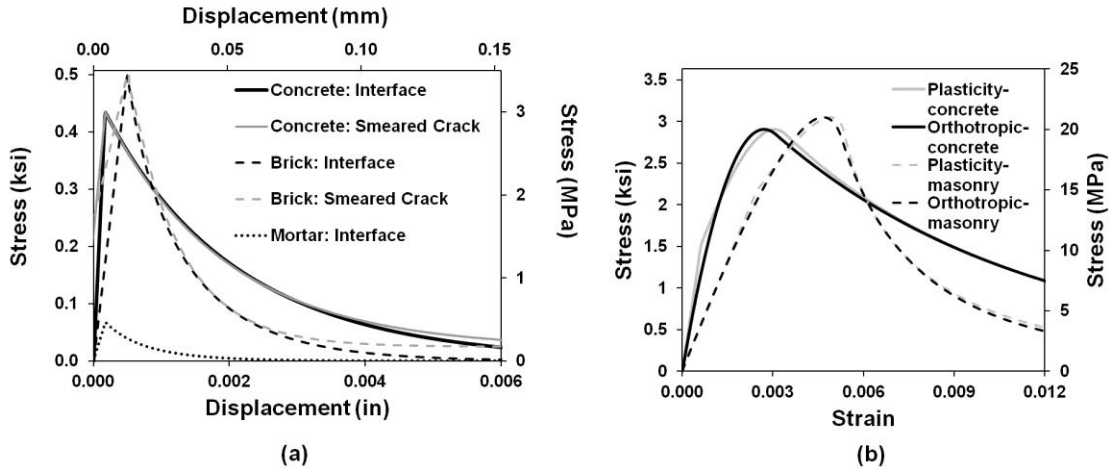 Displacement (mm)
0.00 0.05 0.10 0.15
0.5
0.4
0.3
0.2
0.1
0.0
Stress (ksi)
Concrete: Interface
Concrete: Smeared Crack
Brick: Interface
Brick: Smeared Crack
Mortar: Interface
3
2
1
0
Stress (MPa)
0.000 0.002 0.004 0.006
Displacement (in)
(a)
3.5
3
2.5
2
1.5
1
0.5
0
Stress (ksi)
Plasticity-
concrete
Orthotropic-
concrete
Plasticity-
masonry
Orthotropic-
masonry
25
20
15
10
5
0
Stress (MPa)
0.000 0.003 0.006 0.009 0.012
Strain
(b)